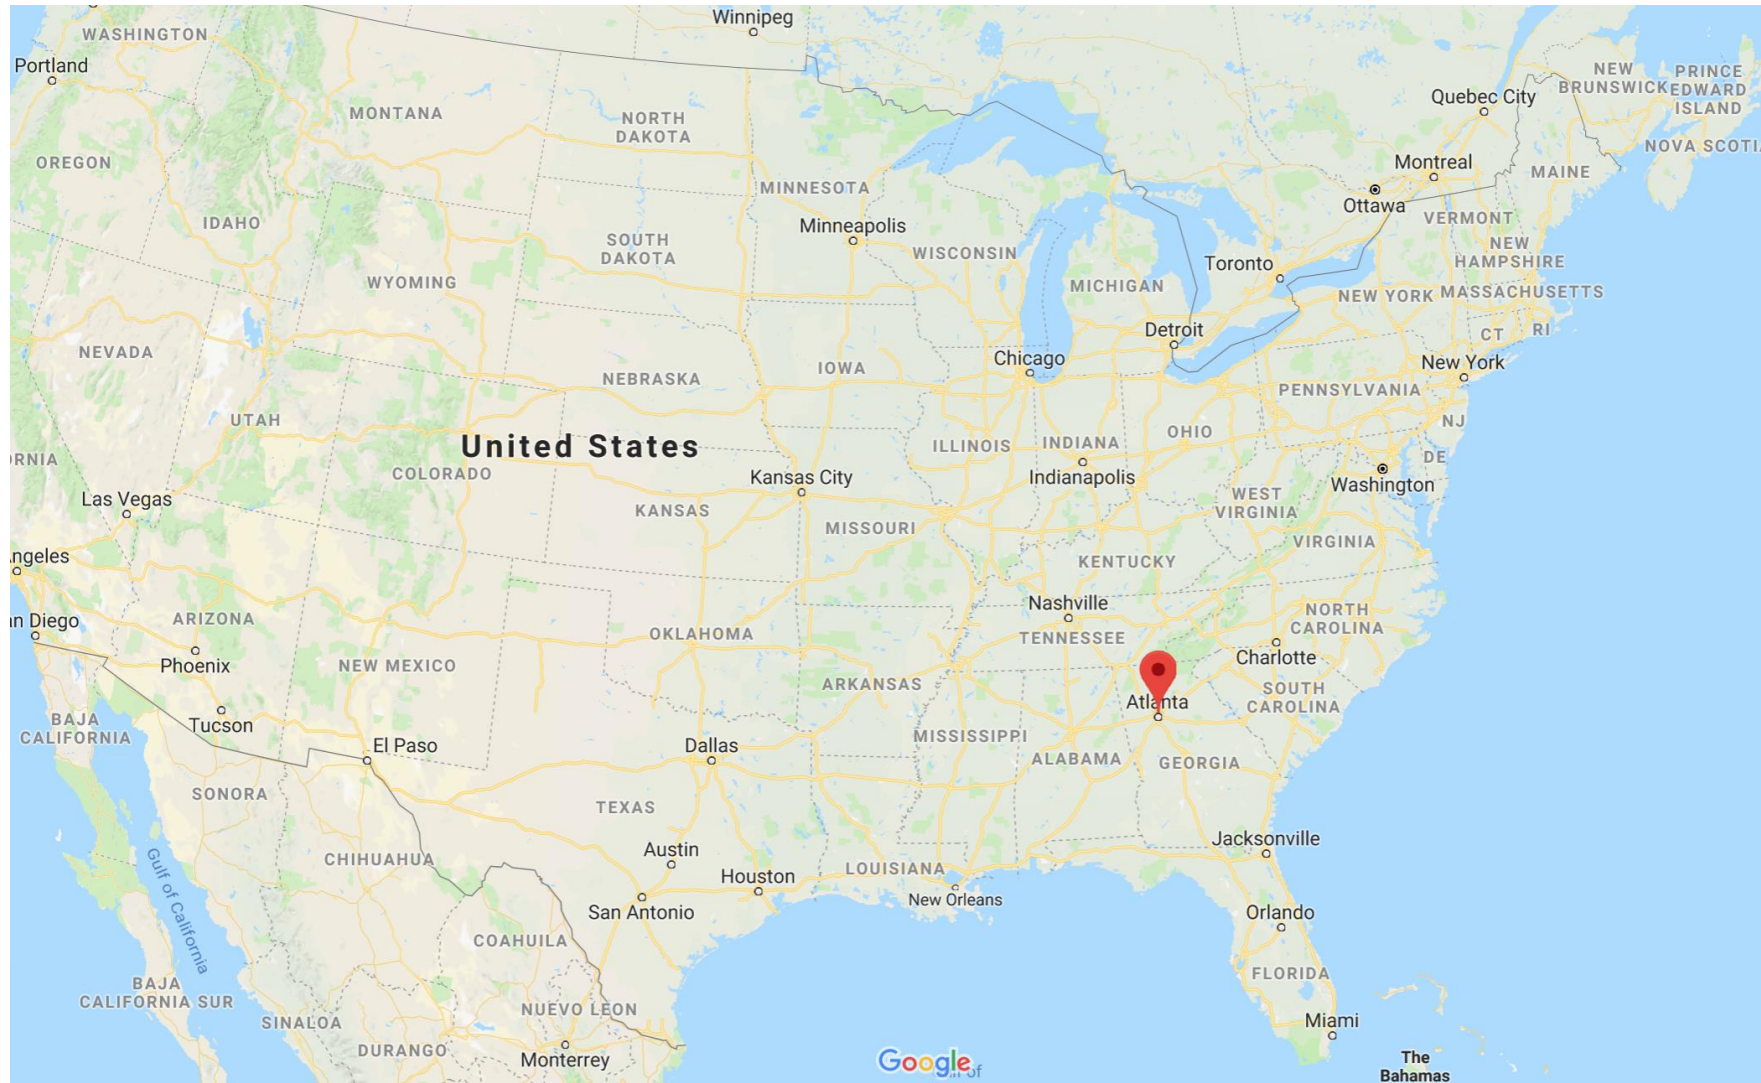 Winnipeg
WASHINGTON
Portland
NEW
BRUNSWICK
PRINCE
EDWARD
ISLAND
Quebec City
MONTANA
NORTH
DAKOTA
NOVA SCOTI
OREGON
Montreal
MAINE
MINNESOTA
Ottawa
VERMONT
IDAHO
Minneapolis
SOUTH
DAKOTA
WISCONSIN
NEW
HAMPSHIRE
Toronto
WYOMING
MICHIGAN
NEW YORK
MASSACHUSETTS
Detroit
CT
RI
NEVADA
Chicago
New York
IOWA
NEBRASKA
PENNSYLVANIA
UTAH
NJ
OHIO
United States
ILLINOIS
INDIANA
RNIA
DE
COLORADO
Kansas City
Indianapolis
Washington
Las Vegas
WEST
VIRGINIA
KANSAS
MISSOURI
VIRGINIA
ngeles
KENTUCKY
Nashville
NORTH
CAROLINA
n Diego
ARIZONA
OKLAHOMA
TENNESSEE
Phoenix
NEW MEXICO
Charlotte
ARKANSAS
SOUTH
CAROLINA
Atlanta
BAJA
CALIFORNIA
Tucson
El Paso
Dallas
MISSISSIPPI
ALABAMA
GEORGIA
SONORA
TEXAS
Jacksonville
Austin
CHIHUAHUA
Houston
LOUISIANA
New Orleans
San Antonio
Orlando
Gulf of California
COAHUILA
FLORIDA
BAJA
CALIFORNIA SUR
NUEVO LEON
SINALOA
Miami
DURANGO
Monterrey
Google
of
The
Bahamas